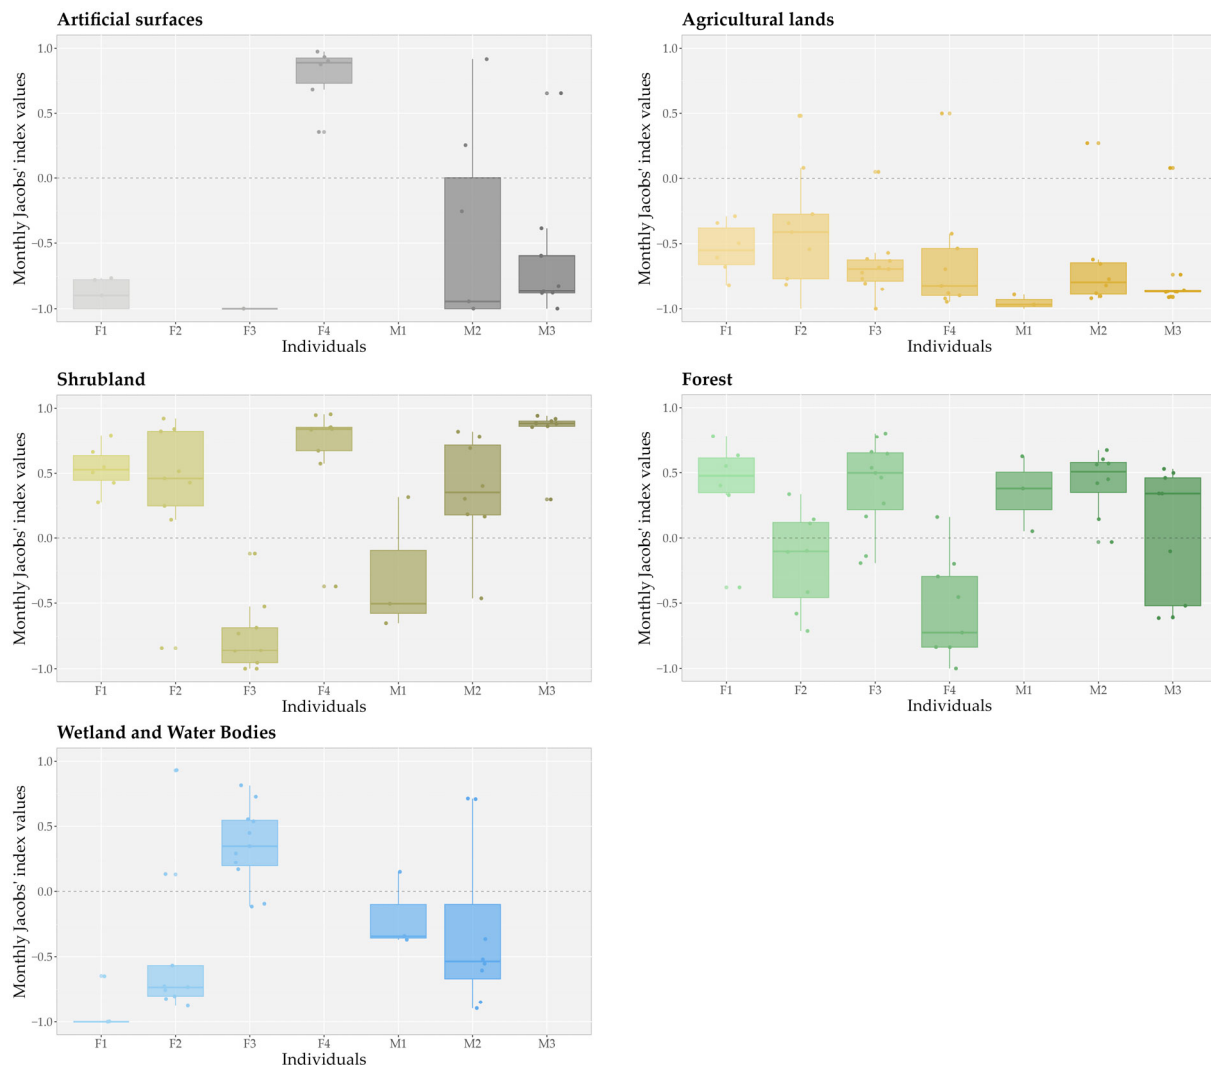 Artificial surfaces
Monthly Jacobs' index values
1.0
0.5
0.0
−0.5
−1.0
F1 F2 F3 F4 M1 M2 M3
Individuals
Agricultural lands
Monthly Jacobs' index values
1.0
0.5
0.0
−0.5
−1.0
F1 F2 F3 F4 M1 M2 M3
Individuals
Shrubland
Monthly Jacobs' index values
1.0
0.5
0.0
−0.5
−1.0
F1 F2 F3 F4 M1 M2 M3
Individuals
Forest
Monthly Jacobs' index values
1.0
0.5
0.0
−0.5
−1.0
F1 F2 F3 F4 M1 M2 M3
Individuals
Wetland and Water Bodies
Monthly Jacobs' index values
1.0
0.5
0.0
−0.5
−1.0
F1 F2 F3 F4 M1 M2 M3
Individuals